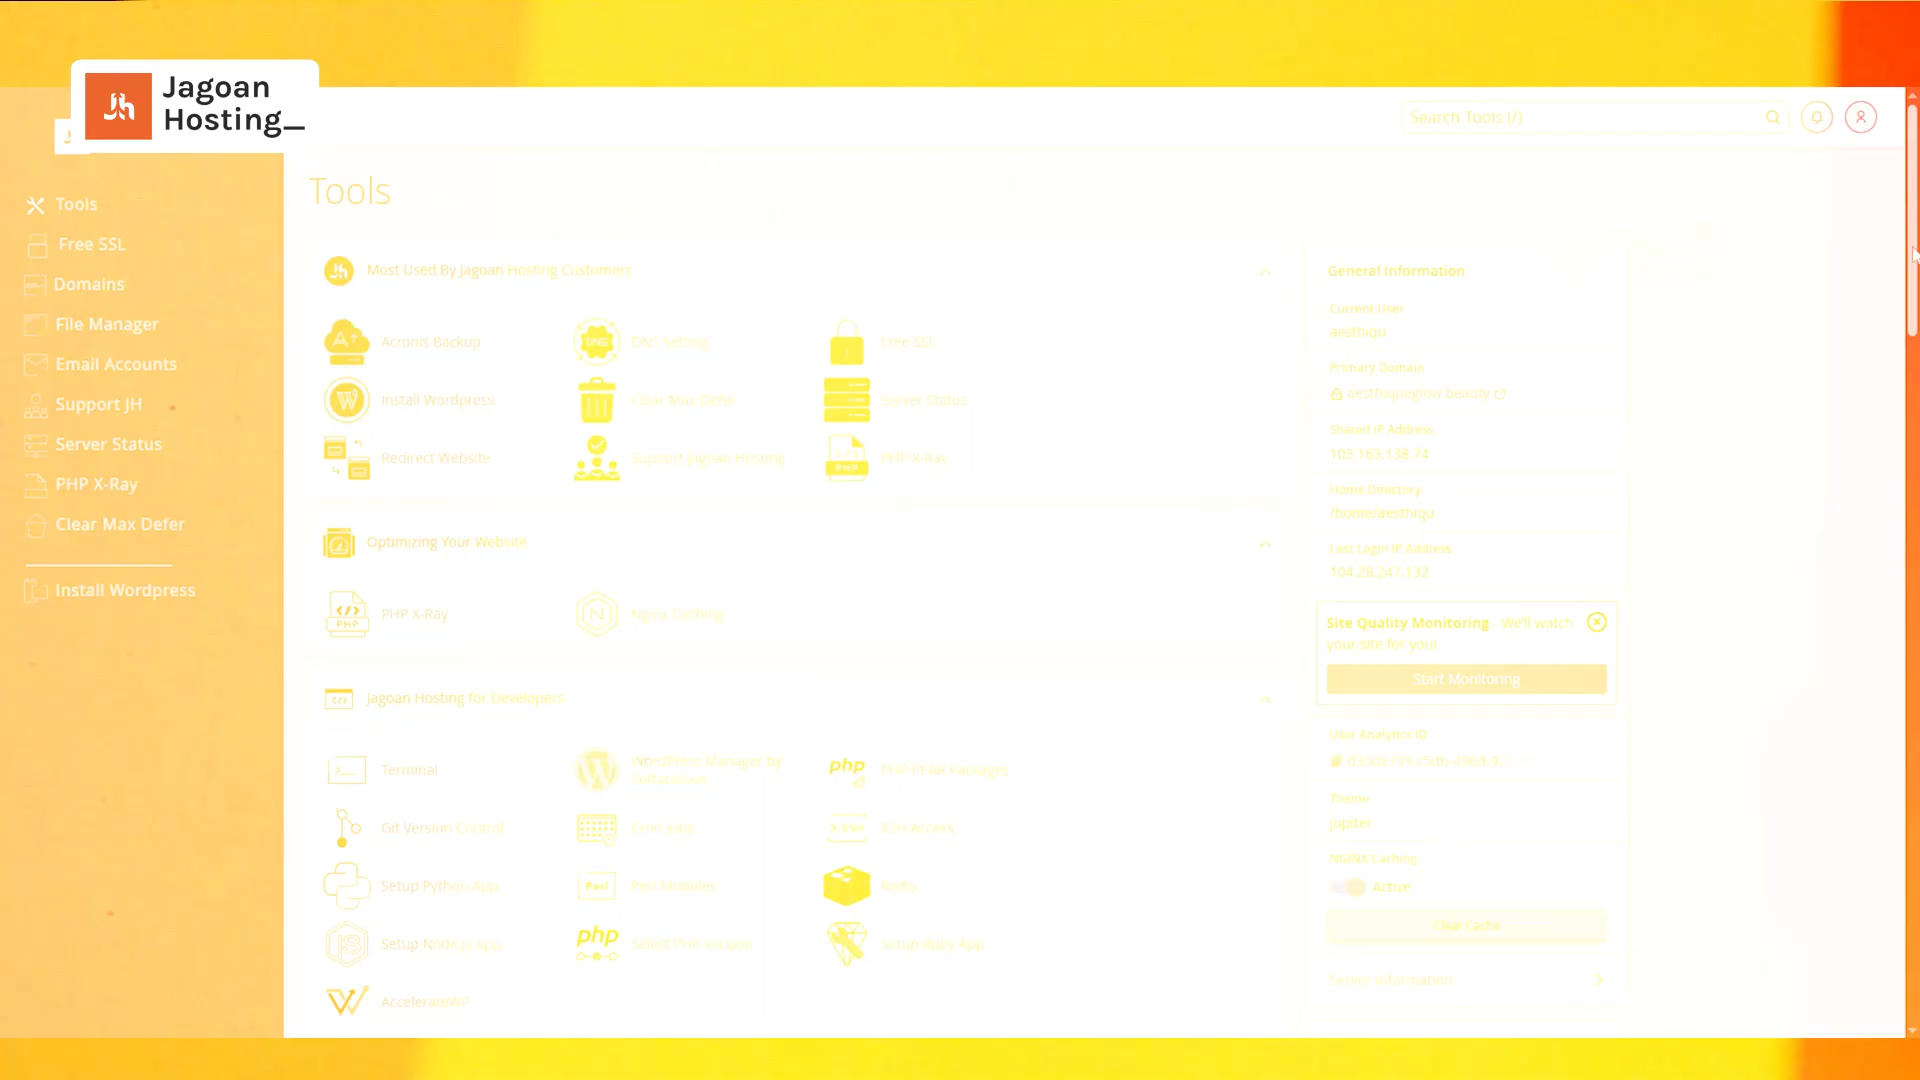 Jagoan
Hosting_
Search Tools (/)
Tools
Free SSL
Domains
File Manager
Email Accounts
Support JH
Server Status
PHP X-Ray
Clear Max Defer
Install Wordpress
Tools
Most Used By Jagoan Hosting Customers
Acronis Backup
DNS Setting
Free SSL
Install Wordpress
Clear Max Defer
Server Status
Redirect Website
Support Jagoan Hosting
PHP X-Ray
Optimizing Your Website
PHP X-Ray
Nginx Caching
Jagoan Hosting for Developers
Terminal
WordPress Manager by
Softaculous
PHP PEAR Packages
Git Version Control
Cron Jobs
SSH Access
Setup Python App
Perl Modules
Redis
Setup Node.js App
Select PHP Version
Setup Ruby App
AccelerateWP
General Information
Current User
aesthiqu
Primary Domain
aesthiqueglow.beauty
Shared IP Address
103.163.138.74
Home Directory
/home/aesthiqu
Last Login IP Address
104.28.247.132
Site Quality Monitoring We'll watch
your site for you!
Start Monitoring
User Analytics ID
Theme
jupiter
NGINX Caching
Active
Clear Cache
Server Information